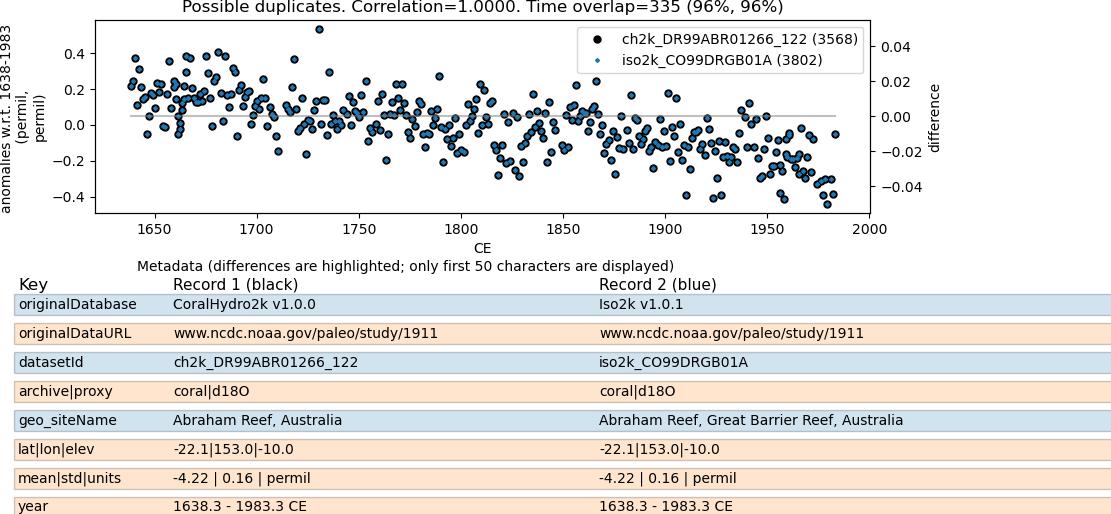 Possible duplicates. Correlation=1.0000. Time overlap=335 (96%, 96%)
anomalies w.r.t. 1638-1983
(permil,
permil)
0.4
0.2
0.0
−0.2
−0.4
ch2k_DR99ABR01266_122 (3568)
iso2k_CO99DRGB01A (3802)
0.04
0.02
0.00
−0.02
−0.04
difference
1650 1700 1750 1800 1850 1900 1950 2000
CE
Metadata (differences are highlighted; only first 50 characters are displayed)
Key Record 1 (black) Record 2 (blue)
originalDatabase CoralHydro2k v1.0.0 Iso2k v1.0.1
originalDataURL www.ncdc.noaa.gov/paleo/study/1911 www.ncdc.noaa.gov/paleo/study/1911
datasetId ch2k_DR99ABR01266_122 iso2k_CO99DRGB01A
archive|proxy coral|d18O coral|d18O
geo_siteName Abraham Reef, Australia Abraham Reef, Great Barrier Reef, Australia
lat|lon|elev -22.1|153.0|-10.0 -22.1|153.0|-10.0
mean|std|units -4.22 | 0.16 | permil -4.22 | 0.16 | permil
year 1638.3 - 1983.3 CE 1638.3 - 1983.3 CE